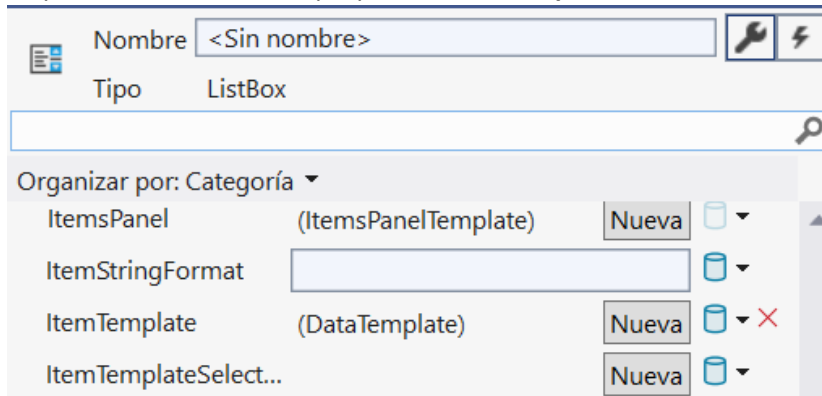 Nombre <Sin nombre>
Tipo ListBox
Organizar por: Categoría
ItemsPanel (ItemsPanelTemplate) Nueva
ItemStringFormat
ItemTemplate (DataTemplate) Nueva
ItemTemplateSelect... Nueva